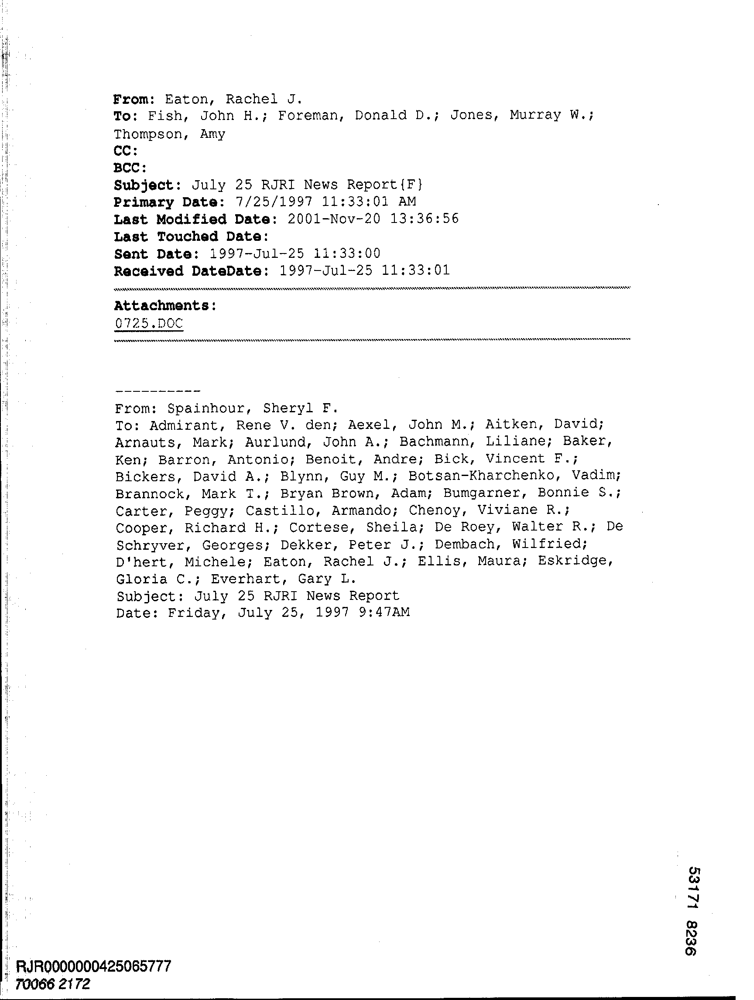 From: Eaton, Rachel J.
To: Fish, John H.; Foreman, Donald D.; Jones, Murray W.;
Thompson, Amy
CC:
BCC:
Subject: July 25 RJRI News Report{F}
Primary Date: 7/25/1997 11:33:01 AM
Last Modified Date: 2001-Nov-20 13:36:56
Last Touched Date:
Sent Date: 1997-Jul-25 11:33:00
Received DateDate: 1997-Jul-25 11:33:01
Attachments:
0725.DOC
----------
From: Spainhour, Sheryl F.
To: Admirant, Rene V. den; Aexel, John M.; Aitken, David;
Arnauts, Mark; Aurlund, John A.; Bachmann, Liliane; Baker,
Ken; Barron, Antonio; Benoit, Andre; Bick, Vincent F.;
Bickers, David A.; Blynn, Guy M.; Botsan-Kharchenko, Vadim;
Brannock, Mark T.; Bryan Brown, Adam; Bumgarner, Bonnie S.;
Carter, Peggy; Castillo, Armando; Chenoy, Viviane R.;
Cooper, Richard H.; Cortese, Sheila; De Roey, Walter R.; De
Schryver, Georges; Dekker, Peter J.; Dembach, Wilfried;
D'hert, Michele; Eaton, Rachel J.; Ellis, Maura; Eskridge,
Gloria C.; Everhart, Gary L.
Subject: July 25 RJRI News Report
Date: Friday, July 25, 1997 9:47AM
53171 8236
RJR0000000425065777
70066 2172